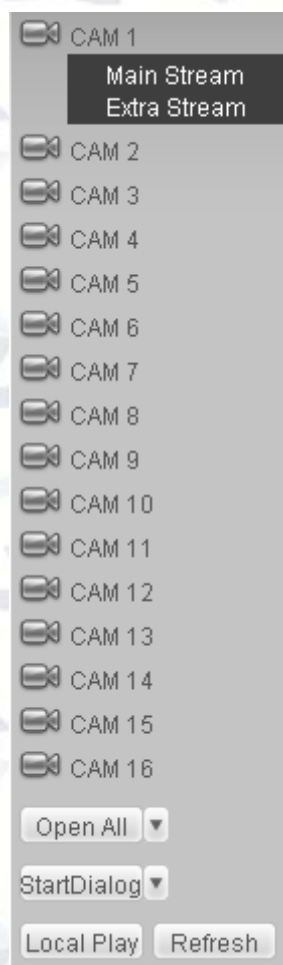 CAM 1
Main Stream
Extra Stream
CAM 2
CAM 3
CAM 4
CAM 5
CAM 6
CAM 7
CAM 8
CAM 9
CAM 10
CAM 11
CAM 12
CAM 13
CAM 14
CAM 15
CAM 16
Open All
StartDialog
Local Play Refresh